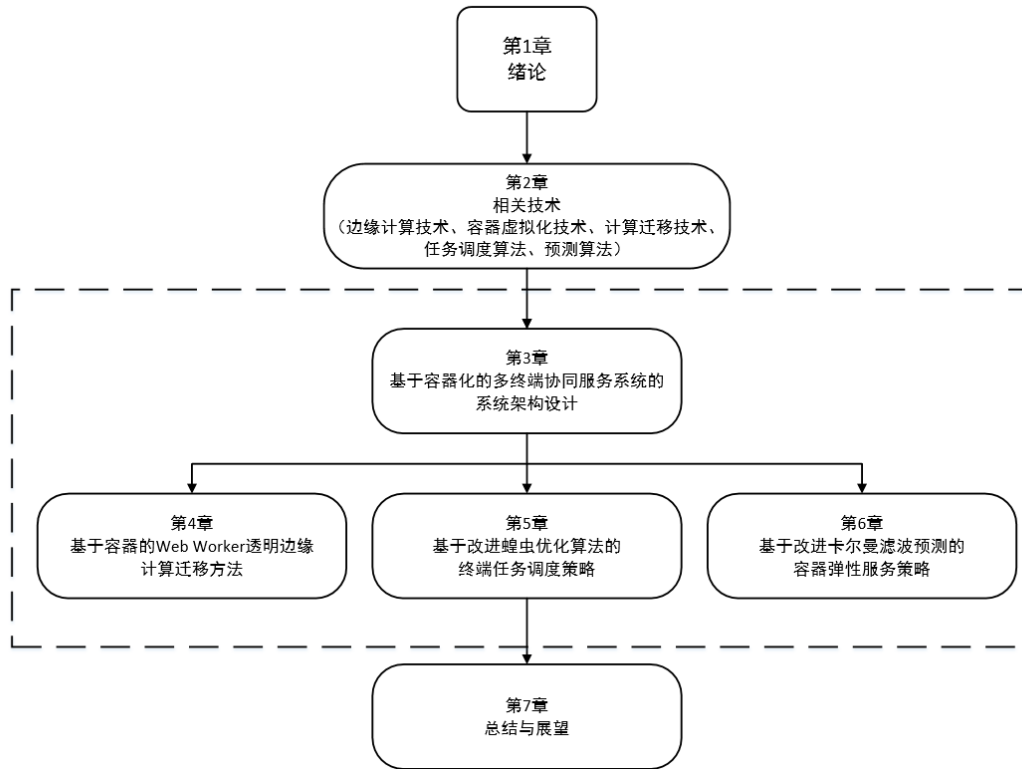 第1章
绪论
第2章
相关技术
（边缘计算技术、容器虚拟化技术、计算迁移技术、
任务调度算法、预测算法）
第3章
基于容器化的多终端协同服务系统的
系统架构设计
第4章
基于容器的Web Worker透明边缘
计算迁移方法
第5章
基于改进蝗虫优化算法的
终端任务调度策略
第6章
基于改进卡尔曼滤波预测的
容器弹性服务策略
第7章
总结与展望